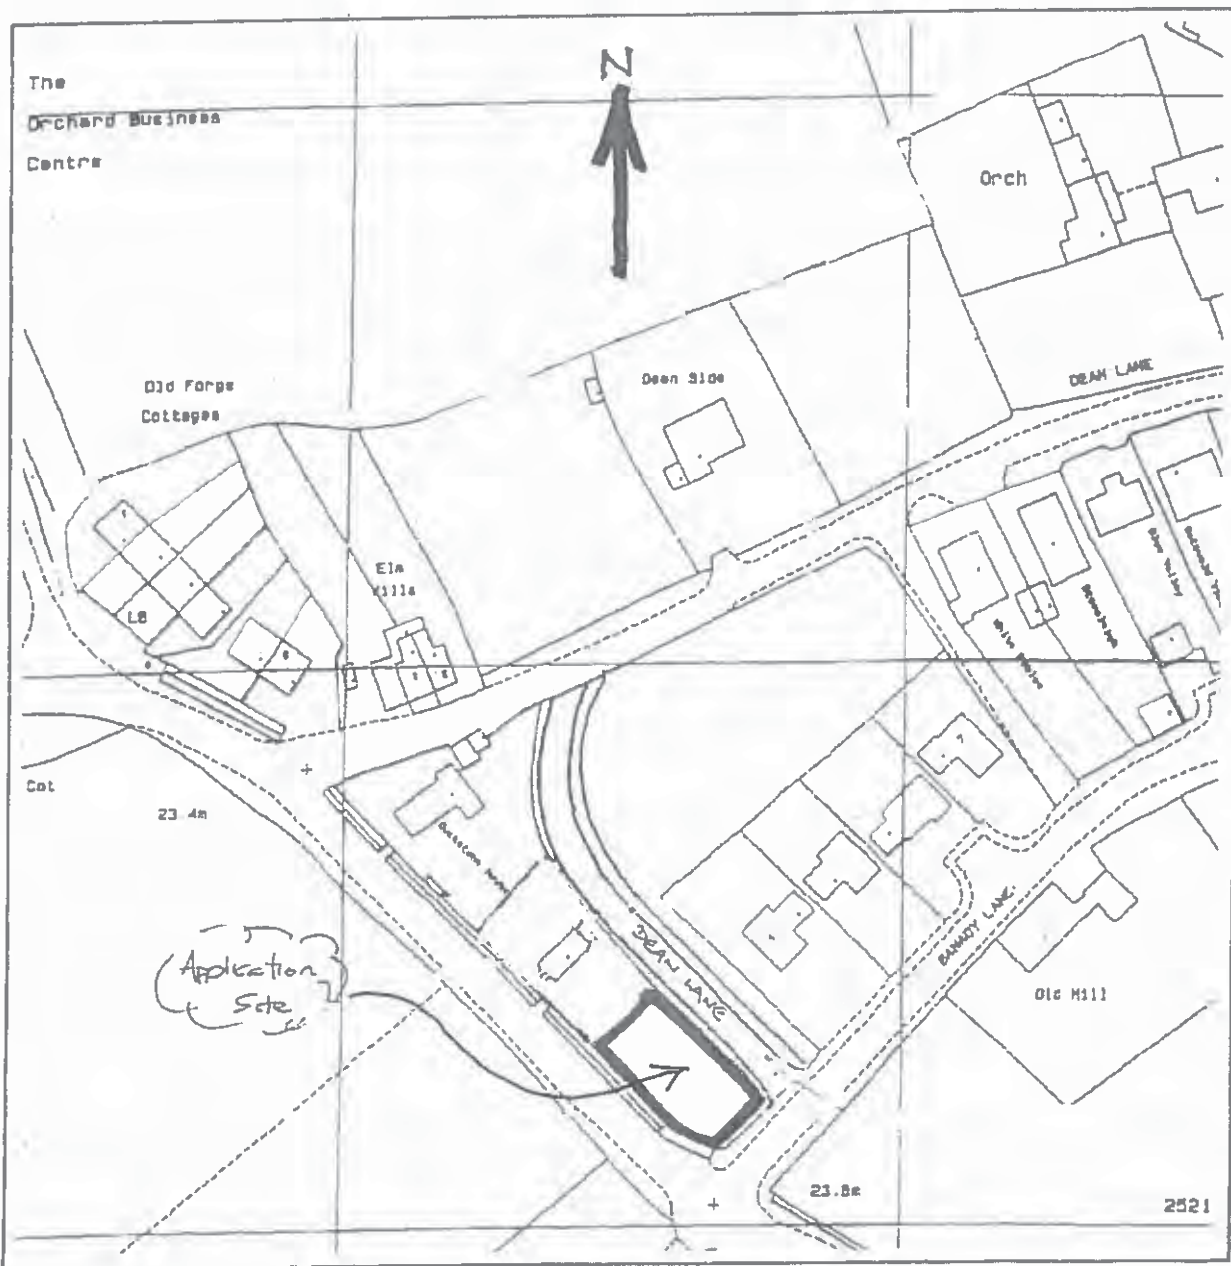 N
The
Orchard Business
Centre
Orch
DEAN LANE
Dean Side
Old Forge
Cottages
Elm
Villa
LB
Cot
23.4m
DEAN LANE
BANADY LANE
Old Mill
Application
Site
23.8m
2521